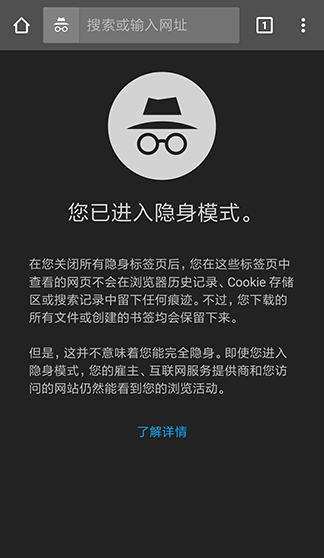 搜索或输入网址
1
您已进入隐身模式。
在您关闭所有隐身标签页后，您在这些标签页中
查看的网页不会在浏览器历史记录、Cookie 存储
区或搜索记录中留下任何痕迹。不过，您下载的
所有文件或创建的书签均会保留下来。
但是，这并不意味着您能完全隐身。即使您进入
隐身模式，您的雇主、互联网服务提供商和您访
问的网站仍然能看到您的浏览活动。
了解详情